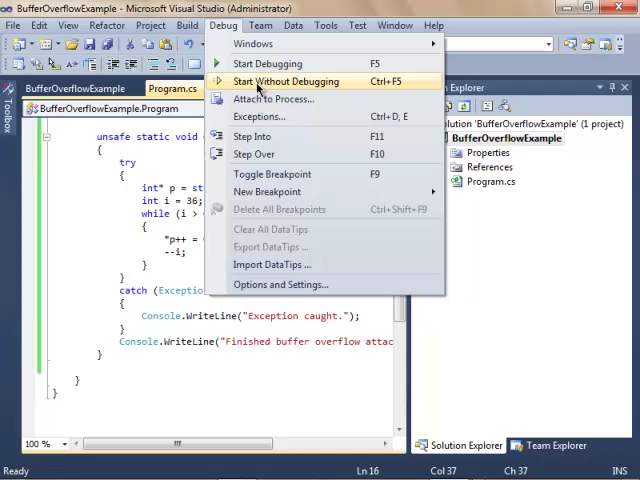 BufferOverflowExample - Microsoft Visual Studio (Administrator)
File Edit View Refactor Project Build Debug Team Data Tools Test Window Help
Windows
Start Debugging F5
Start Without Debugging Ctrl+F5
Attach to Process...
Exceptions... Ctrl+D, E
Step Into F11
Step Over F10
Toggle Breakpoint F9
New Breakpoint
Delete All Breakpoints Ctrl+Shift+F9
Clear All DataTips
Export DataTips ...
Import DataTips ...
Options and Settings...
Toolbox
BufferOverflowExample Program.cs
BufferOverflowExample.Program
unsafe static void
{
try
{
int* p = st
int i = 36;
while (i >
{
*p++ =
--i;
}
}
catch (Exceptio
{
Console.WriteLine("Exception caught.");
}
Console.WriteLine("Finished buffer overflow attac
}
}
}
100 %
Explorer
olution 'BufferOverflowExample' (1 project)
BufferOverflowExample
Properties
References
Program.cs
Solution Explorer Team Explorer
Ready Ln 16 Col 37 Ch 37 INS